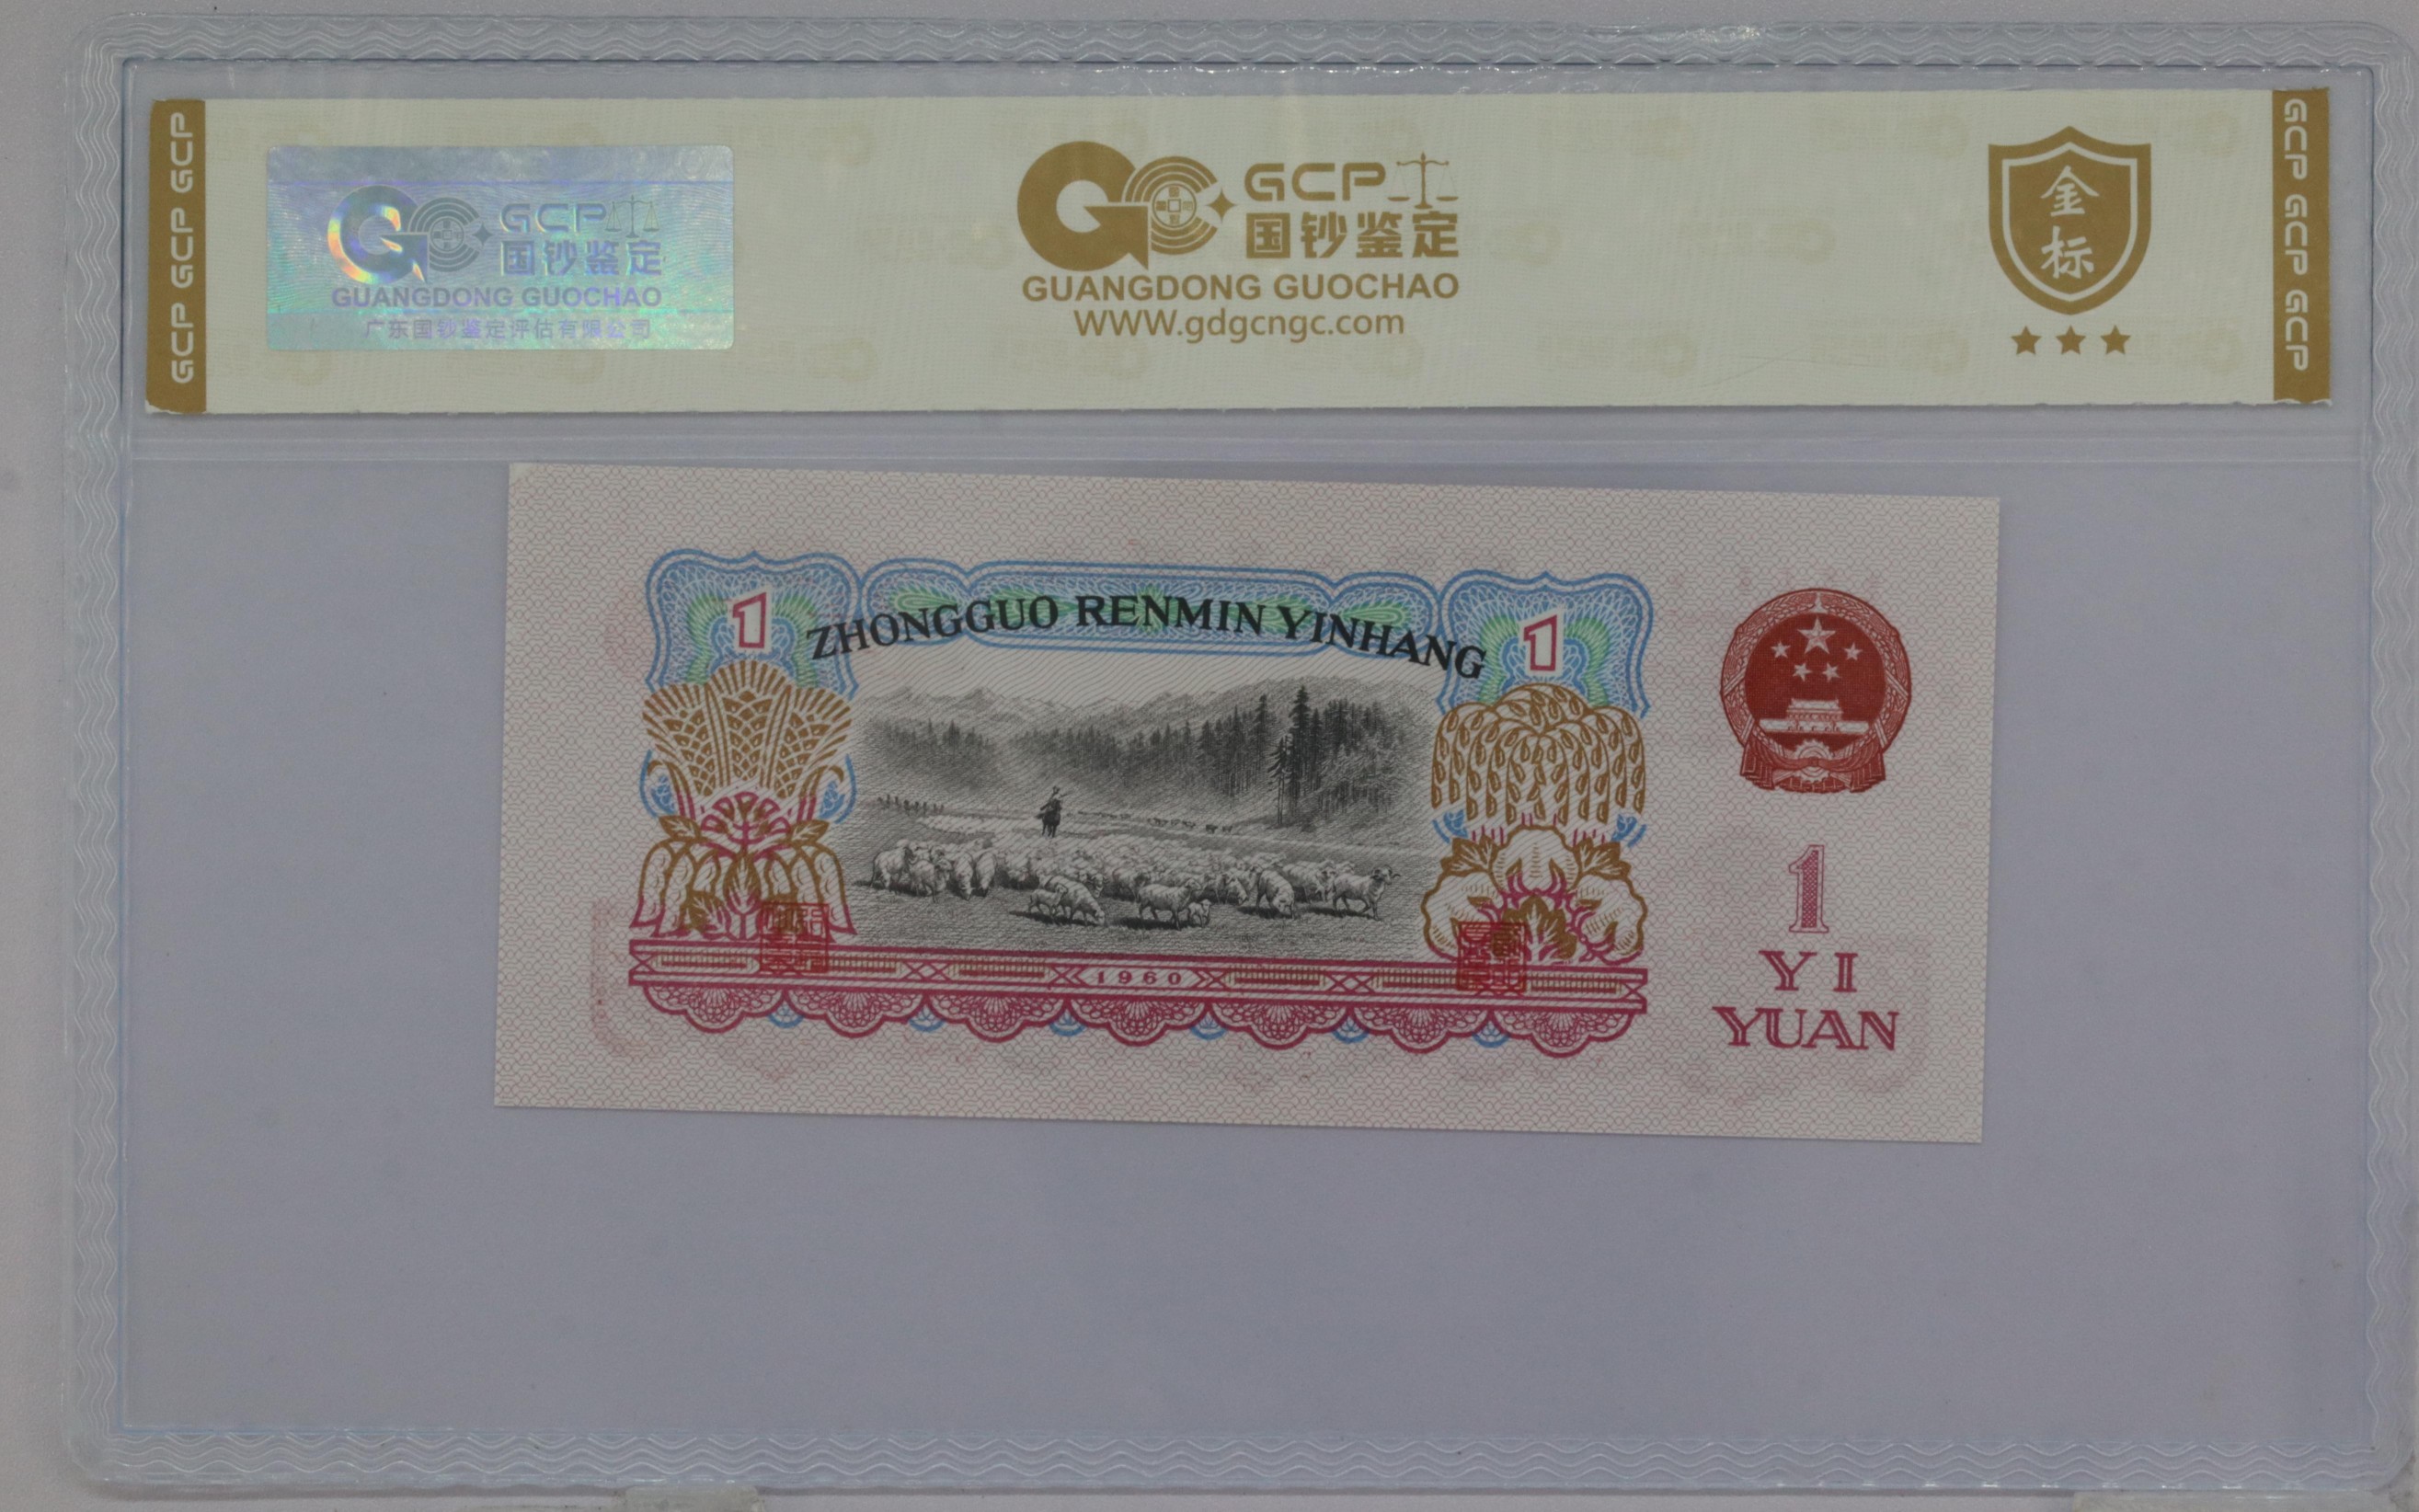 GCP GCP GCP
GCP
国钞鉴定
GUANGDONG GUOCHAO
广东国钞鉴定评估有限公司
GCP
国钞鉴定
GUANGDONG GUOCHAO
WWW.gdgcngc.com
金
标
GCP GCP GCP
1
ZHONGGUO RENMIN YINHANG
1
1960
1
YI
YUAN